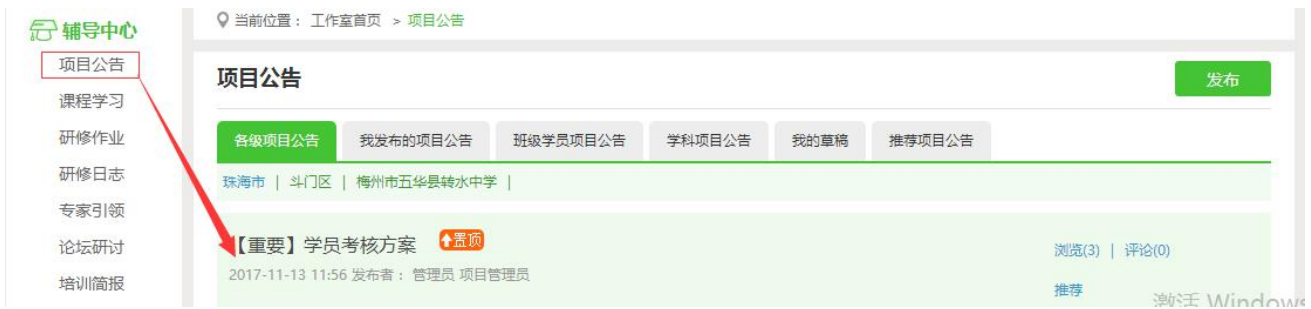 当前位置： 工作室首页 > 项目公告
辅导中心
项目公告
课程学习
研修作业
研修日志
专家引领
论坛研讨
培训简报
项目公告
发布
各级项目公告 我发布的项目公告 班级学员项目公告 学科项目公告 我的草稿 推荐项目公告
珠海市 | 斗门区 | 梅州市五华县转水中学 |
【重要】学员考核方案 置顶
浏览(3) | 评论(0)
2017-11-13 11:56 发布者： 管理员 项目管理员
推荐
激活 Windows